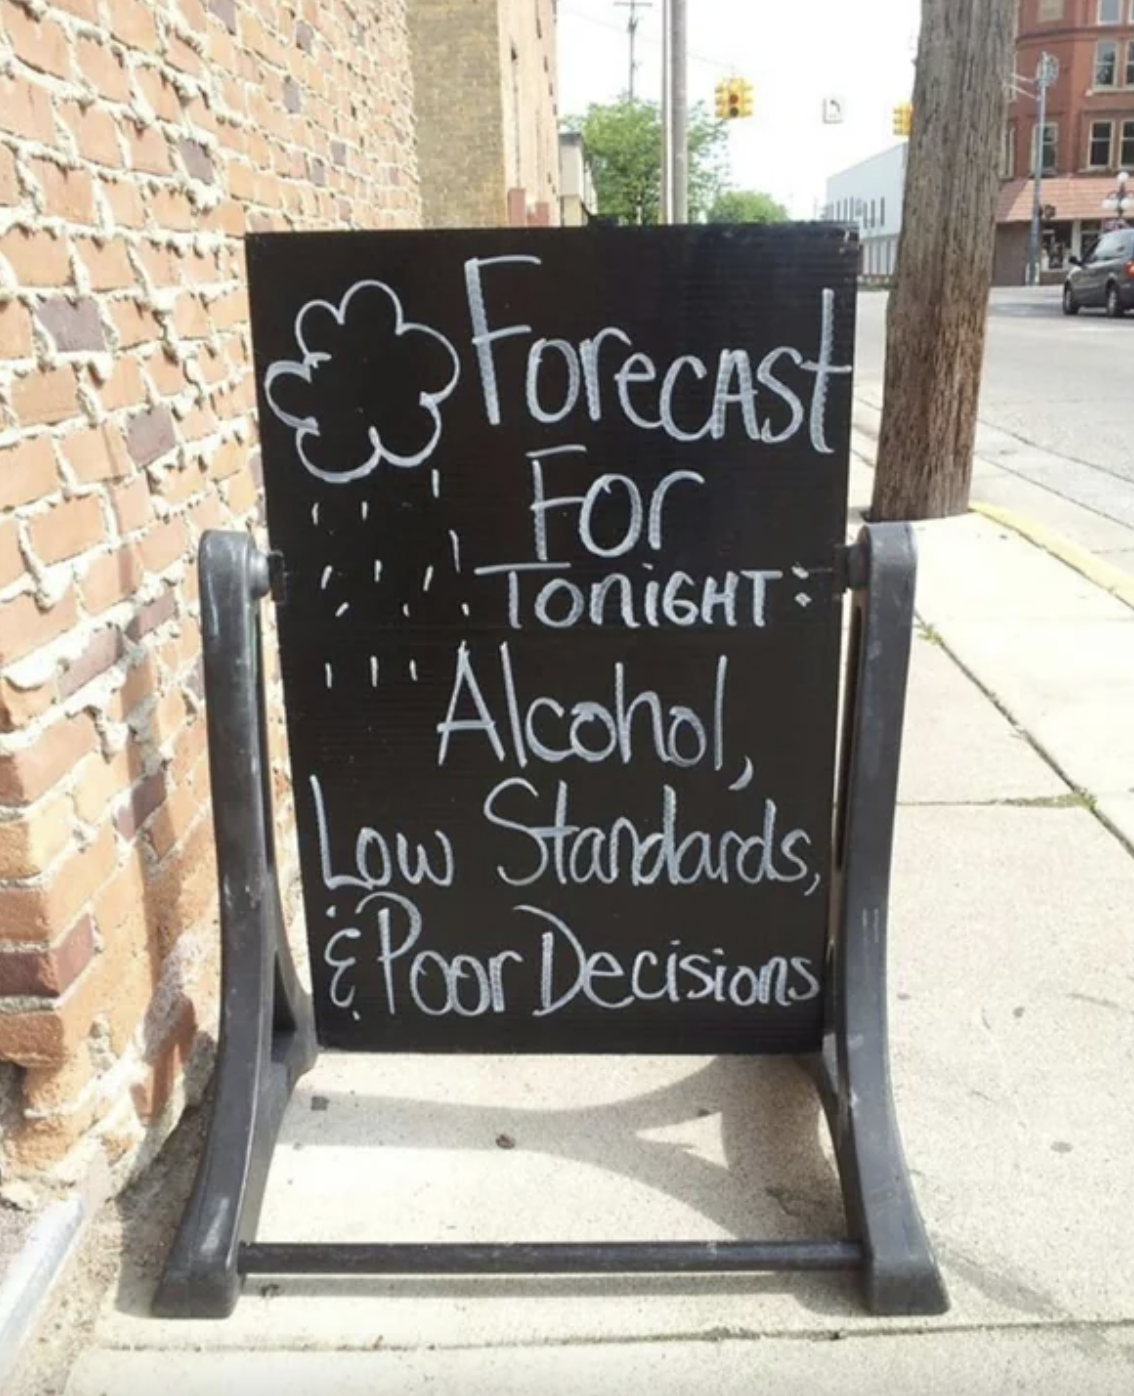 Forecast
For
Tonight:
Alcohol,
Low Standards,
& Poor Decisions